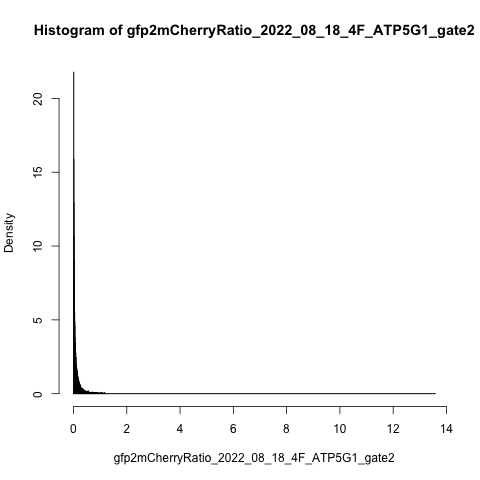 Histogram of gfp2mCherryRatio_2022_08_18_4F_ATP5G1_gate2
Density
20
15
10
5
0
0 2 4 6 8 10 12 14
gfp2mCherryRatio_2022_08_18_4F_ATP5G1_gate2